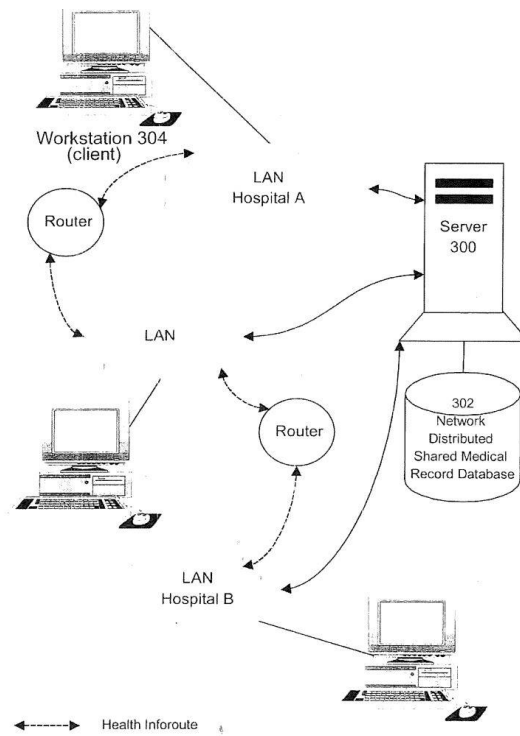 Workstation 304
(client)
LAN
Hospital A
Router
Server
300
LAN
302
Network
Distributed
Shared Medical
Record Database
Router
LAN
Hospital B
Health Inforoute